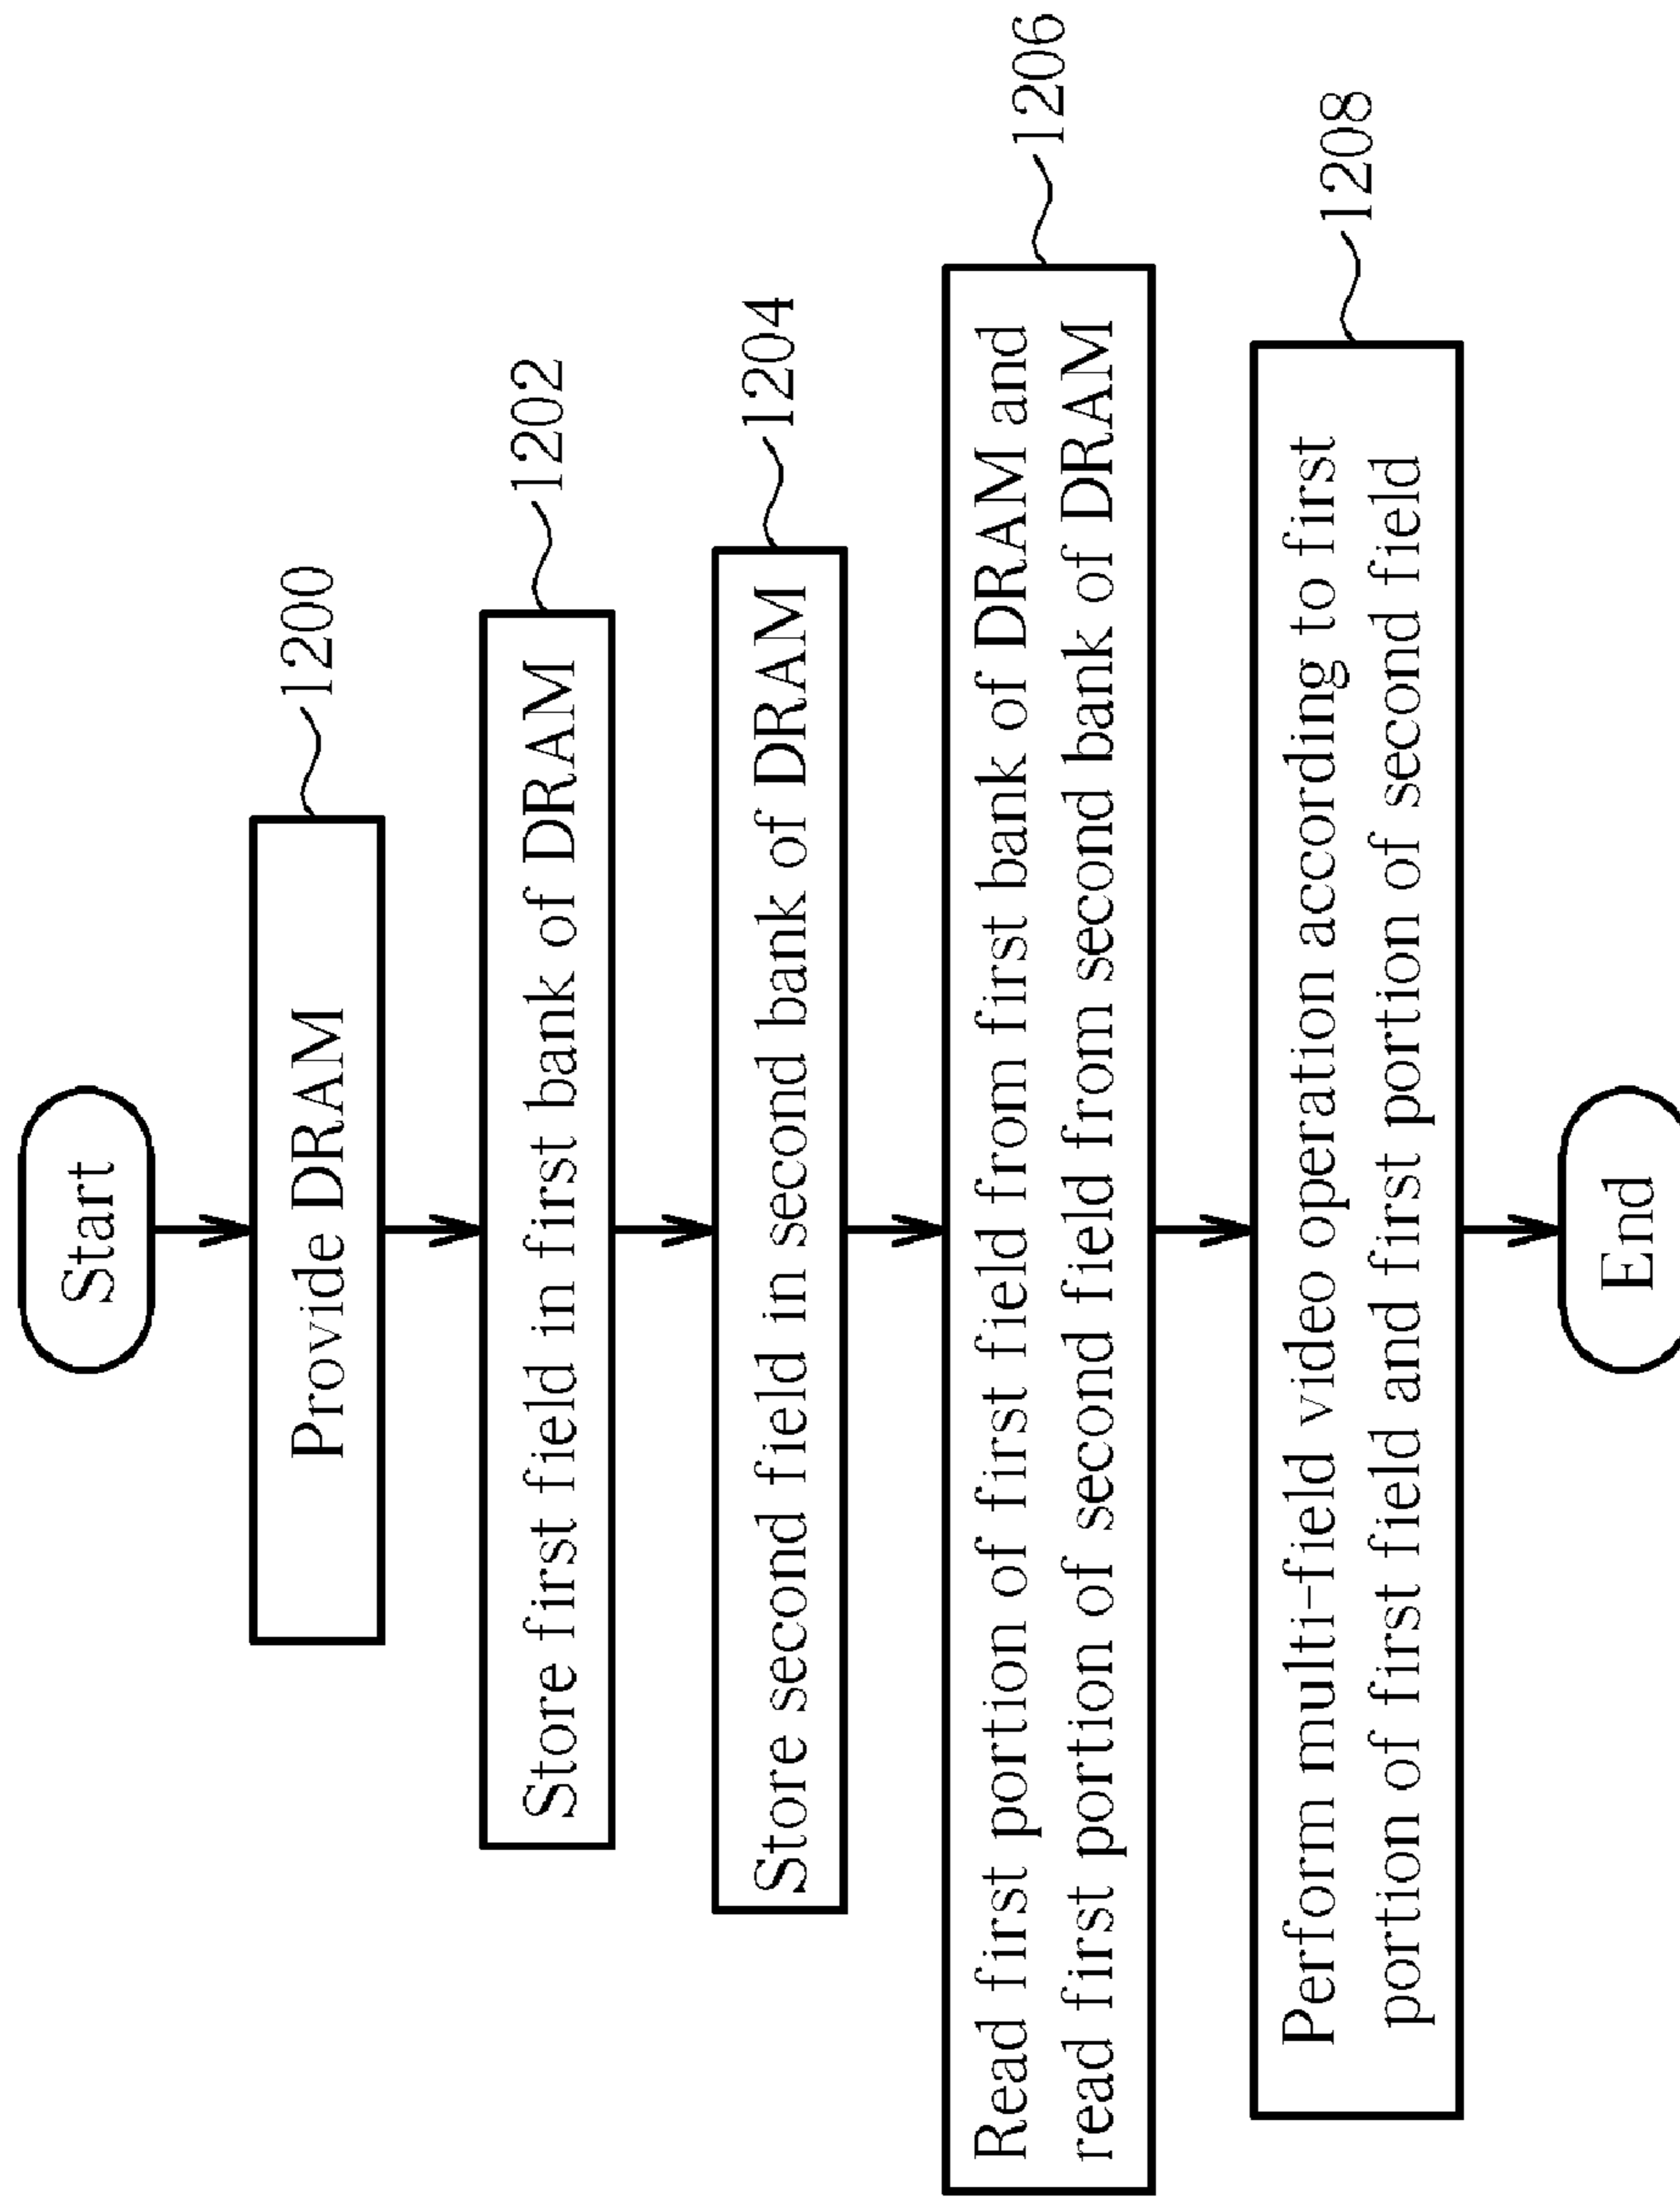 Start
Provide DRAM
1200
Store first field in first bank of DRAM
1202
Store second field in second bank of DRAM
1204
Read first portion of first field from first bank of DRAM and
read first portion of second field from second bank of DRAM
1206
Perform multi-field video operation according to first
portion of first field and first portion of second field
1208
End